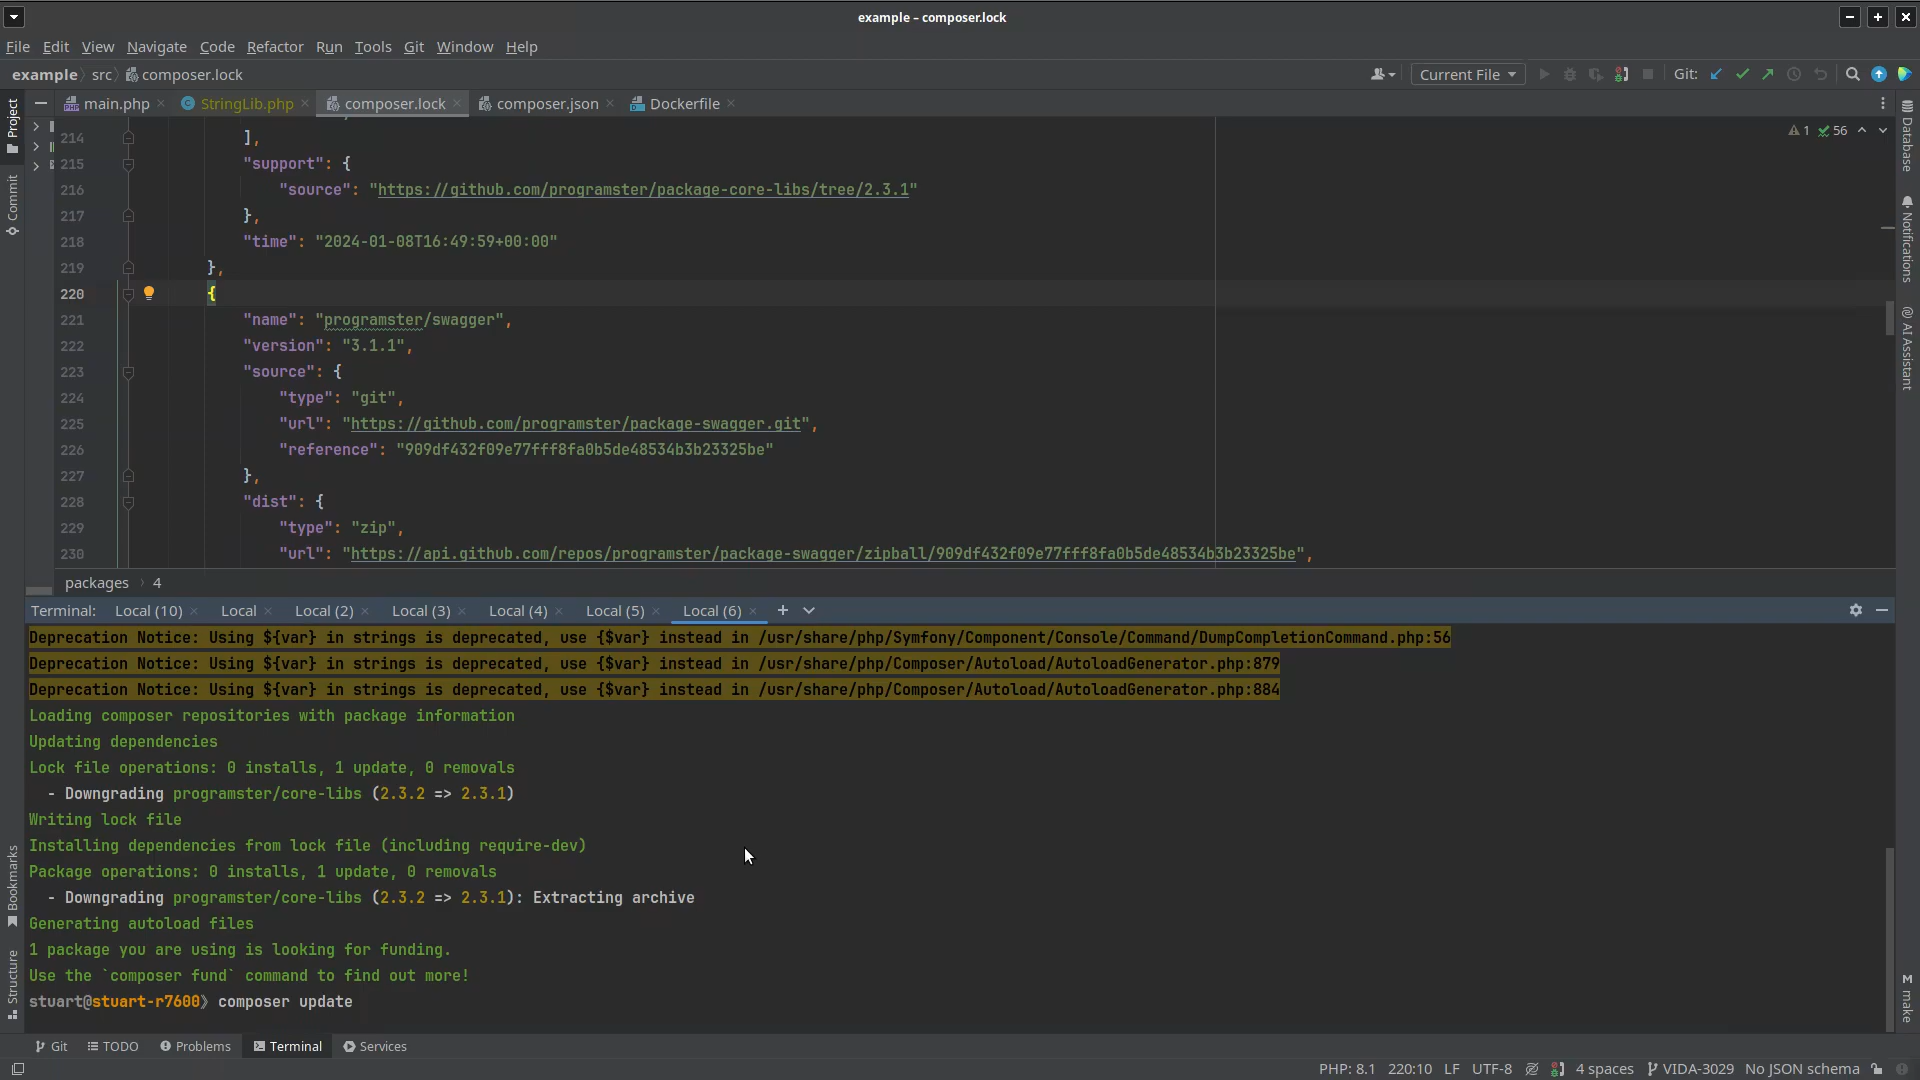 example – composer.lock
File Edit View Navigate Code Refactor Run Tools Git Window Help
example src composer.lock
Current File
Git:
main.php
StringLib.php
composer.lock
composer.json
Dockerfile
Project
Commit
Bookmarks
Structure
Database
Notifications
AI Assistant
make
1 56
214 ],
215 "support": {
216 "source": "https://github.com/programster/package-core-libs/tree/2.3.1"
217 },
218 "time": "2024-01-08T16:49:59+00:00"
219 },
220 {
221 "name": "programster/swagger",
222 "version": "3.1.1",
223 "source": {
224 "type": "git",
225 "url": "https://github.com/programster/package-swagger.git",
226 "reference": "909df432f09e77fff8fa0b5de48534b3b23325be"
227 },
228 "dist": {
229 "type": "zip",
230 "url": "https://api.github.com/repos/programster/package-swagger/zipball/909df432f09e77fff8fa0b5de48534b3b23325be",
packages › 4
Terminal: Local (10) Local Local (2) Local (3) Local (4) Local (5) Local (6)
Deprecation Notice: Using ${var} in strings is deprecated, use {$var} instead in /usr/share/php/Symfony/Component/Console/Command/DumpCompletionCommand.php:56
Deprecation Notice: Using ${var} in strings is deprecated, use {$var} instead in /usr/share/php/Composer/Autoload/AutoloadGenerator.php:879
Deprecation Notice: Using ${var} in strings is deprecated, use {$var} instead in /usr/share/php/Composer/Autoload/AutoloadGenerator.php:884
Loading composer repositories with package information
Updating dependencies
Lock file operations: 0 installs, 1 update, 0 removals
- Downgrading programster/core-libs (2.3.2 => 2.3.1)
Writing lock file
Installing dependencies from lock file (including require-dev)
Package operations: 0 installs, 1 update, 0 removals
- Downgrading programster/core-libs (2.3.2 => 2.3.1): Extracting archive
Generating autoload files
1 package you are using is looking for funding.
Use the `composer fund` command to find out more!
stuart@stuart-r7600》 composer update
Git TODO Problems Terminal Services
PHP: 8.1 220:10 LF UTF-8 4 spaces VIDA-3029 No JSON schema